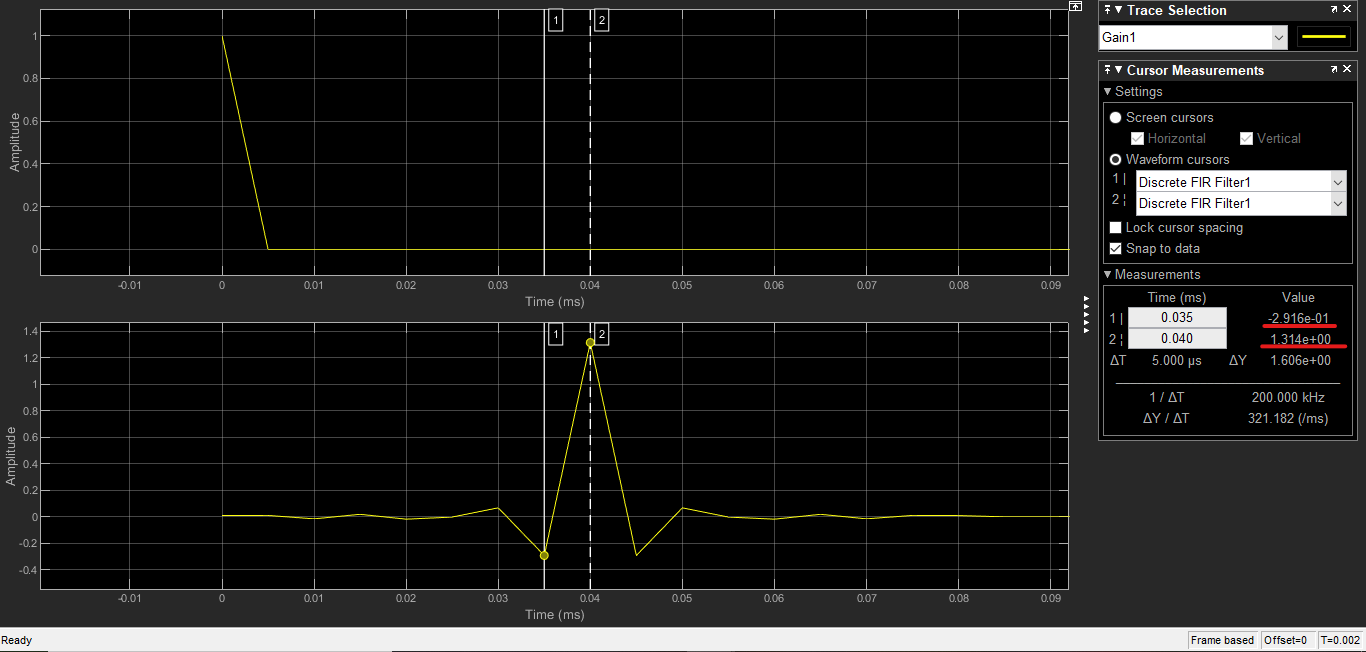 1
2
1
0.8
0.6
0.4
0.2
0
Amplitude
-0.01 0 0.01 0.02 0.03 0.04 0.05 0.06 0.07 0.08 0.09
Time (ms)
1
2
1.4
1.2
1
0.8
0.6
0.4
0.2
0
-0.2
-0.4
Amplitude
-0.01 0 0.01 0.02 0.03 0.04 0.05 0.06 0.07 0.08 0.09
Time (ms)
Trace Selection
Gain1
Cursor Measurements
Settings
Screen cursors
Horizontal Vertical
Waveform cursors
1 Discrete FIR Filter1
2 Discrete FIR Filter1
Lock cursor spacing
Snap to data
Measurements
Time (ms) Value
1 0.035 -2.916e-01
2 0.040 1.314e+00
ΔT 5.000 µs ΔY 1.606e+00
1 / ΔT 200.000 kHz
ΔY / ΔT 321.182 (/ms)
Ready Frame based Offset=0 T=0.002